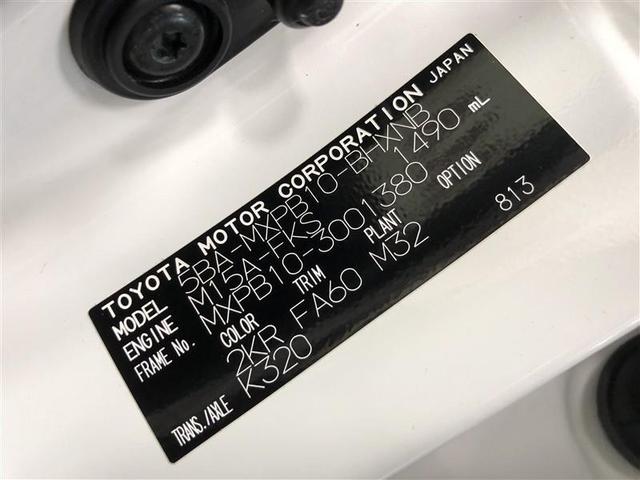 TOYOTA MOTOR CORPORATION JAPAN
MODEL 5BA-MXPB10-BHXNB
ENGINE M15A-FKS 1490 mL
FRAME No. MXPB10-3001380
COLOR TRIM PLANT OPTION
2KR FA60 M32 813
TRANS./AXLE K320